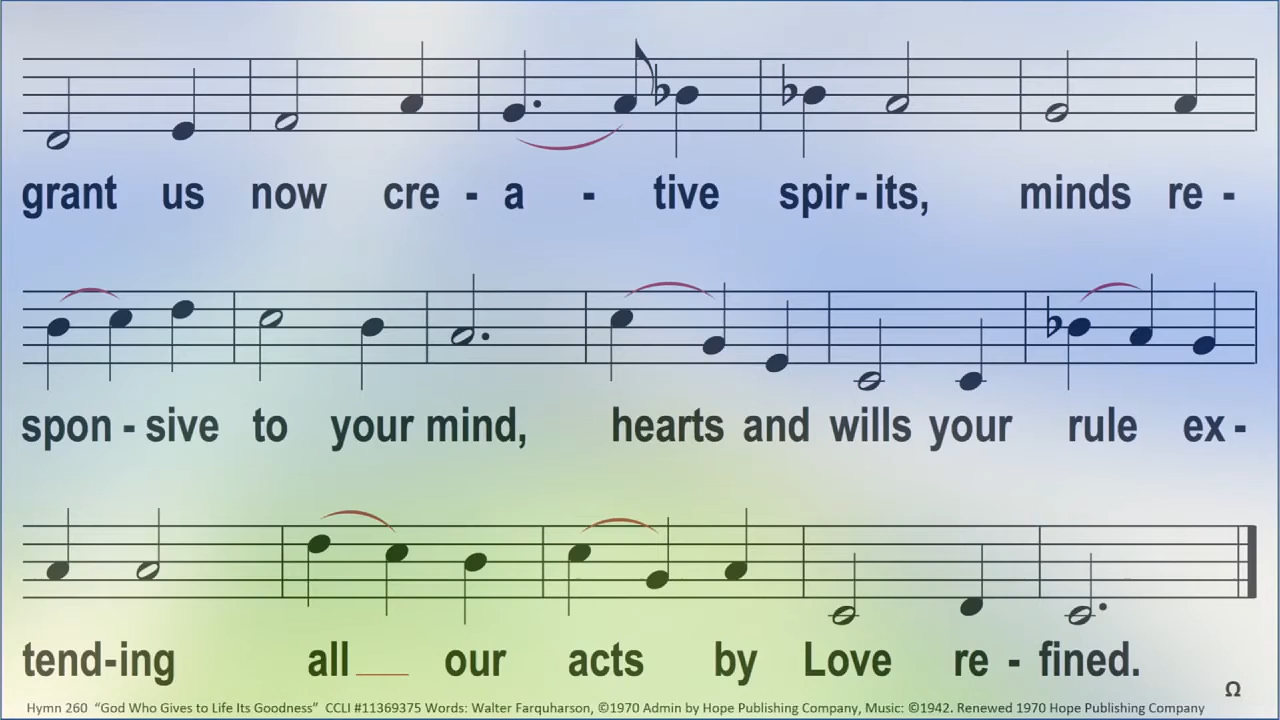 grant us now cre - a - tive spir - its, minds re -
spon - sive to your mind, hearts and wills your rule ex -
tend - ing all our acts by Love re - fined.
Ω
Hymn 260 “God Who Gives to Life Its Goodness” CCLI #11369375 Words: Walter Farquharson, ©1970 Admin by Hope Publishing Company, Music: ©1942. Renewed 1970 Hope Publishing Company